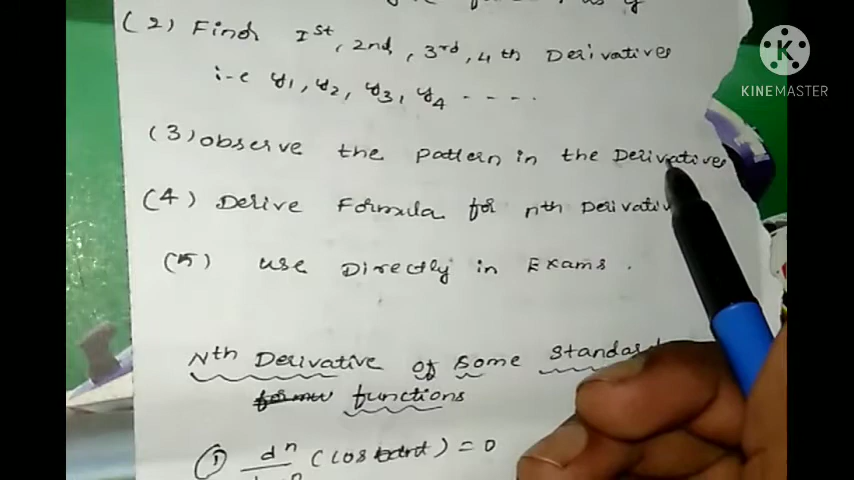 (2) Find Ist, 2nd, 3rd, 4th Derivatives
i-e y1, y2, y3, y4 - - - - .
(3) observe the pattern in the Derivatives
(4) Derive Formula for nth Derivativ
(5) use Directly in Exams.
Nth Derivative of some standard
functions
① d^n (cos ) = 0
K
KINEMASTER